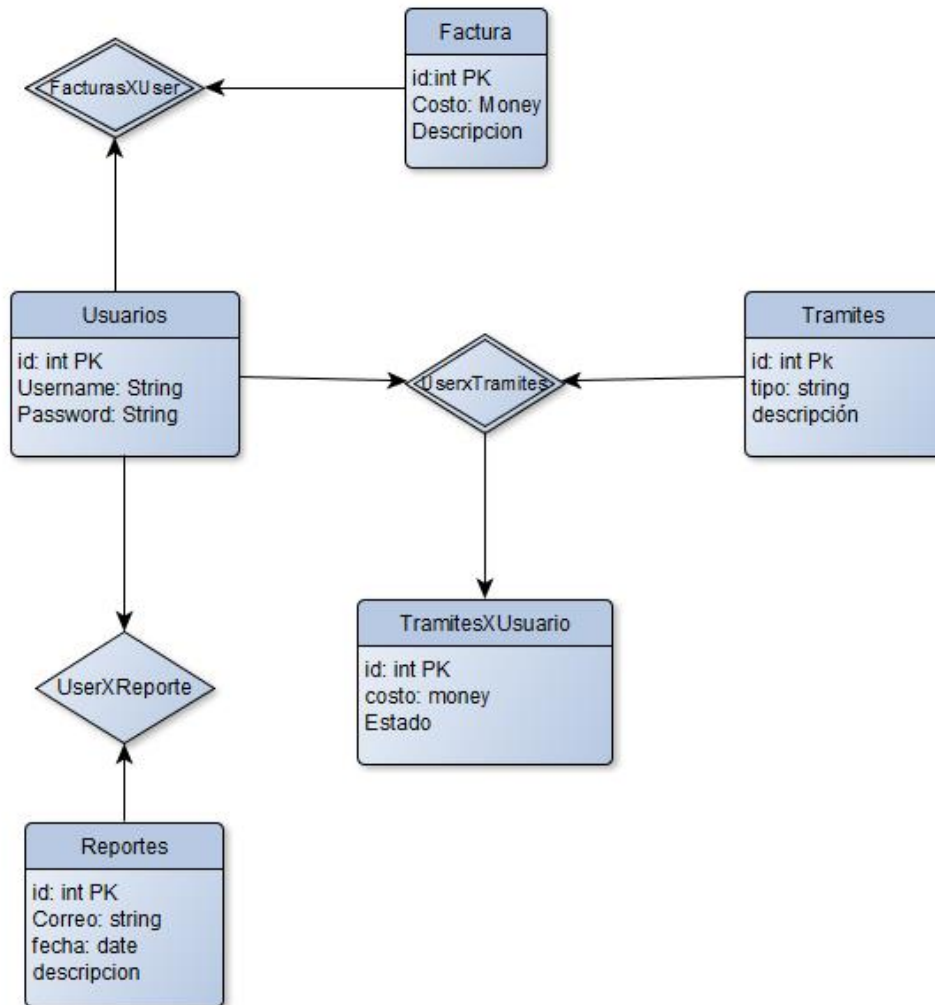 Factura
id:int PK
Costo: Money
Descripcion
FacturasXUser
Usuarios
id: int PK
Username: String
Password: String
UserxTramites
Tramites
id: int Pk
tipo: string
descripción
TramitesXUsuario
id: int PK
costo: money
Estado
UserXReporte
Reportes
id: int PK
Correo: string
fecha: date
descripcion